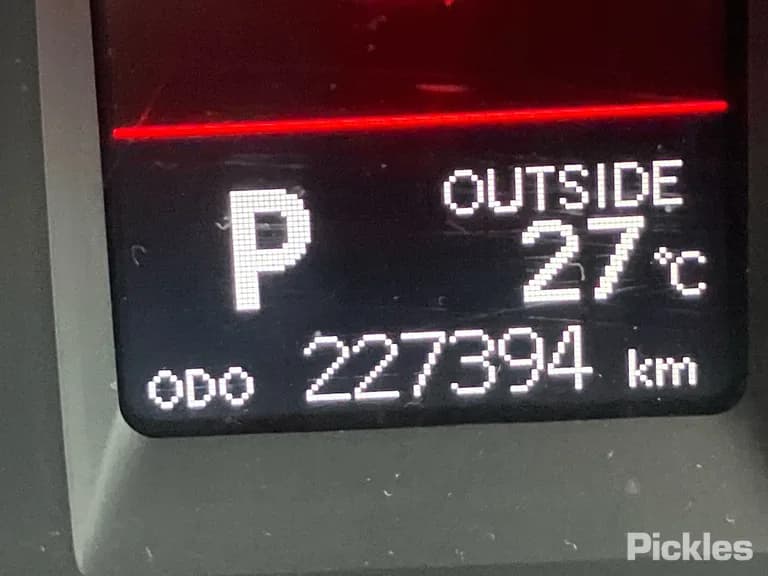 P
OUTSIDE
27 °C
ODO 227394 km
Pickles